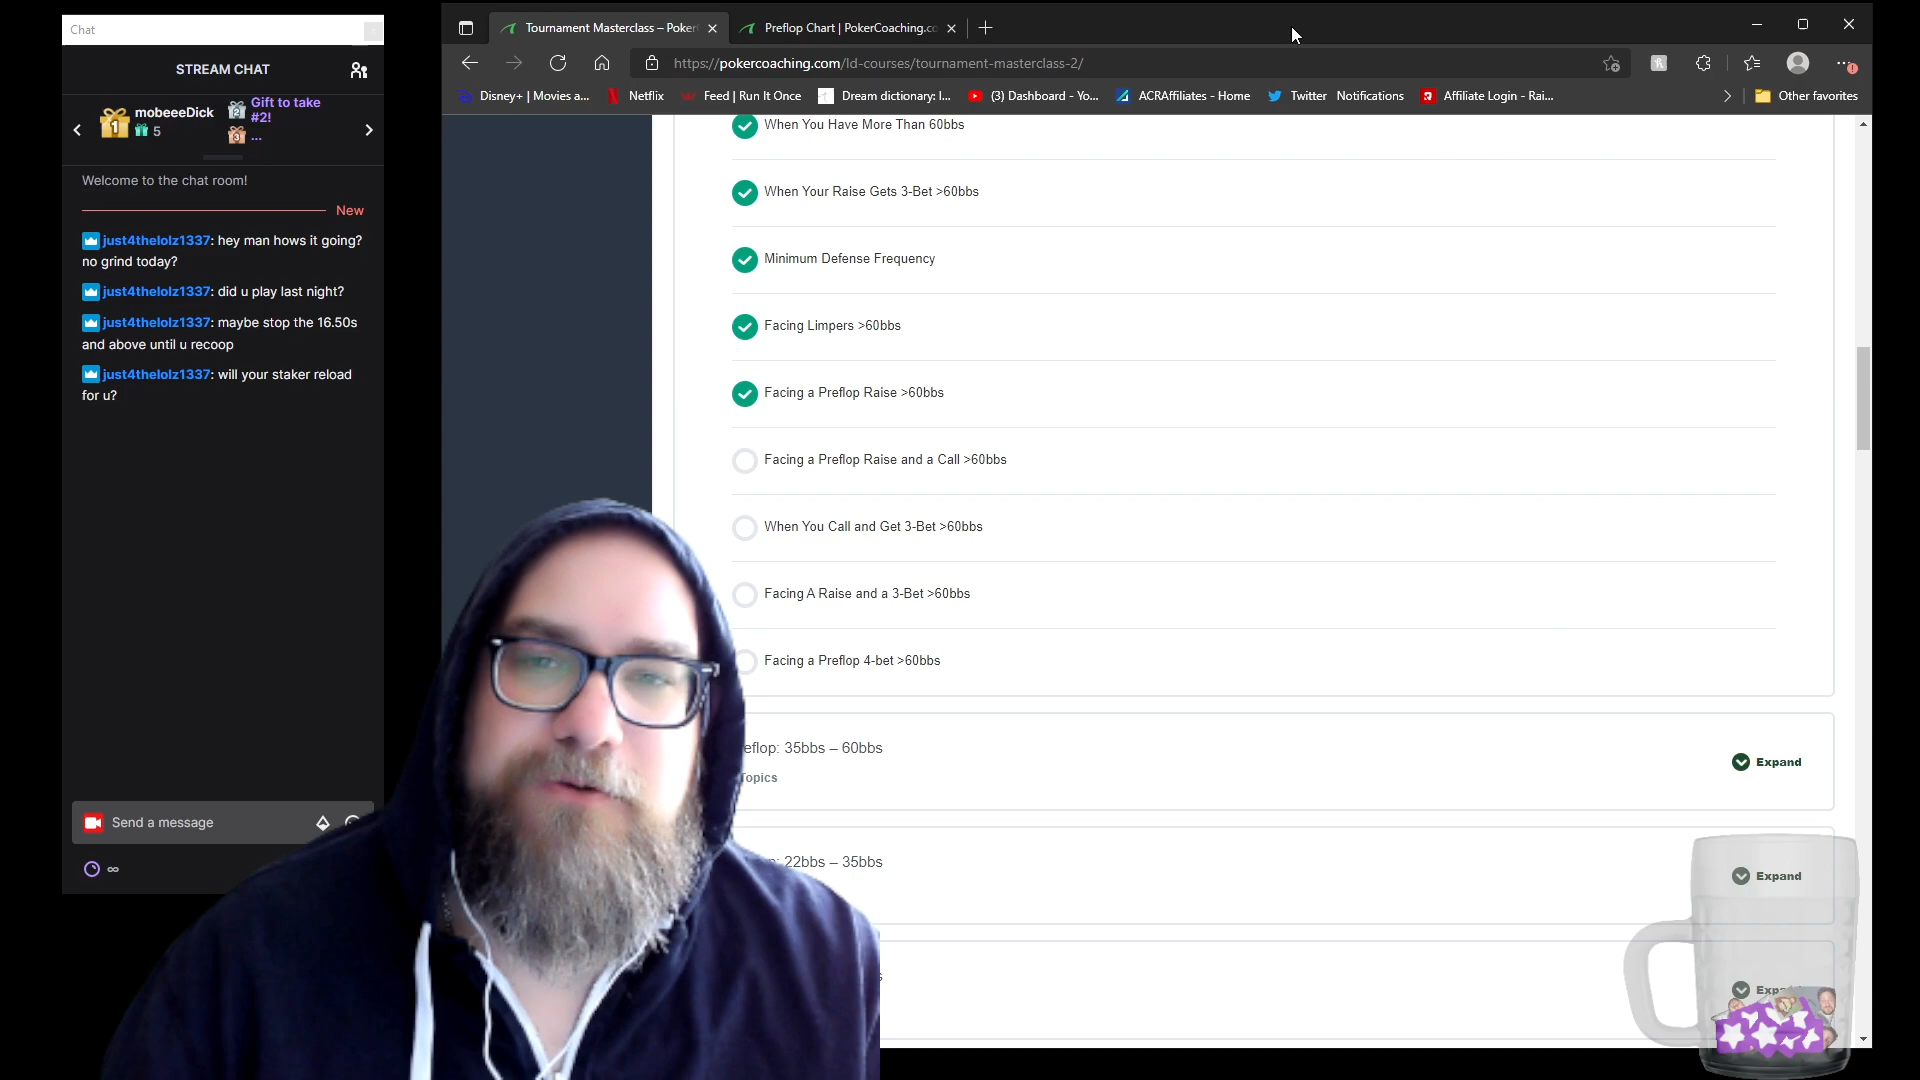 Chat
STREAM CHAT
1
mobeeeDick
5
2
Gift to take
#2!
3
...
Welcome to the chat room!
New
just4thelolz1337: hey man hows it going?
no grind today?
just4thelolz1337: did u play last night?
just4thelolz1337: maybe stop the 16.50s
and above until u recoop
just4thelolz1337: will your staker reload
for u?
Send a message
∞
Tournament Masterclass – Poker
Preflop Chart | PokerCoaching.co
https://pokercoaching.com/ld-courses/tournament-masterclass-2/
Disney+ | Movies a...
Netflix
Feed | Run It Once
Dream dictionary: I...
(3) Dashboard - Yo...
ACRAffiliates - Home
Twitter
Notifications
Affiliate Login - Rai...
Other favorites
When You Have More Than 60bbs
When Your Raise Gets 3-Bet >60bbs
Minimum Defense Frequency
Facing Limpers >60bbs
Facing a Preflop Raise >60bbs
Facing a Preflop Raise and a Call >60bbs
When You Call and Get 3-Bet >60bbs
Facing A Raise and a 3-Bet >60bbs
Facing a Preflop 4-bet >60bbs
eflop: 35bbs – 60bbs
Topics
Expand
p: 22bbs – 35bbs
Expand
s
Exp